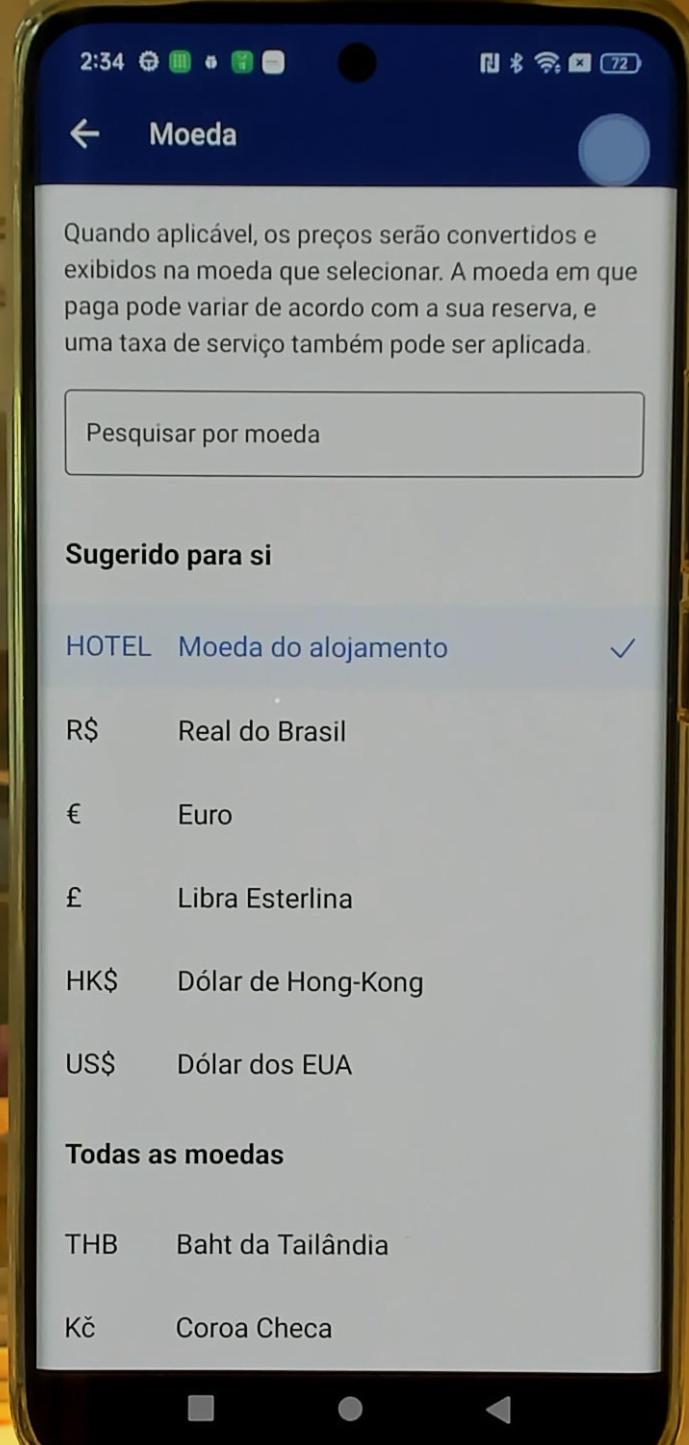 2:34
72
Moeda
Quando aplicável, os preços serão convertidos e
exibidos na moeda que selecionar. A moeda em que
paga pode variar de acordo com a sua reserva, e
uma taxa de serviço também pode ser aplicada.
Pesquisar por moeda
Sugerido para si
HOTEL Moeda do alojamento
R$ Real do Brasil
€ Euro
£ Libra Esterlina
HK$ Dólar de Hong-Kong
US$ Dólar dos EUA
Todas as moedas
THB Baht da Tailândia
Kč Coroa Checa